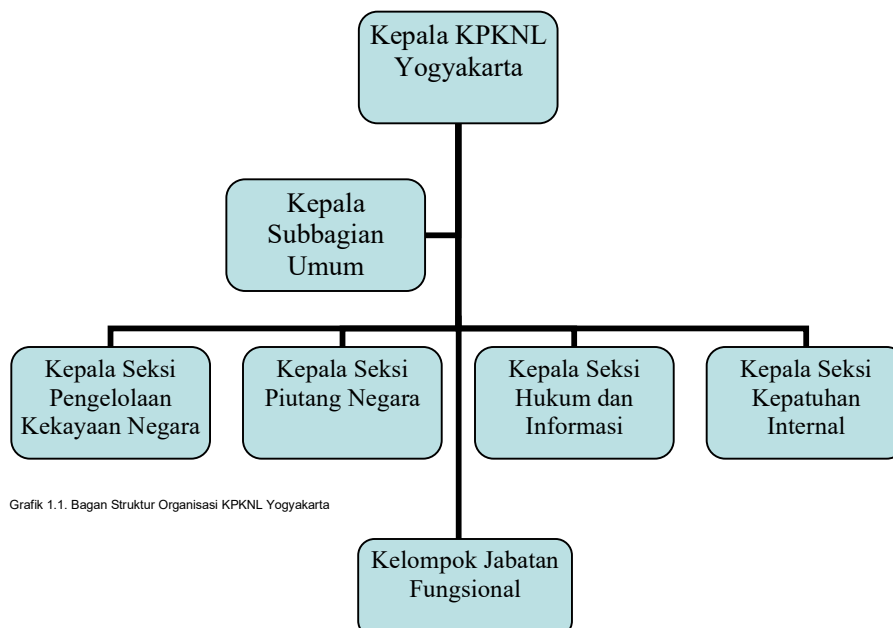 Kepala KPKNL
Yogyakarta
Kepala
Subbagian
Umum
Kepala Seksi
Pengelolaan
Kekayaan Negara
Kepala Seksi
Piutang Negara
Kepala Seksi
Hukum dan
Informasi
Kepala Seksi
Kepatuhan
Internal
Grafik 1.1. Bagan Struktur Organisasi KPKNL Yogyakarta
Kelompok Jabatan
Fungsional